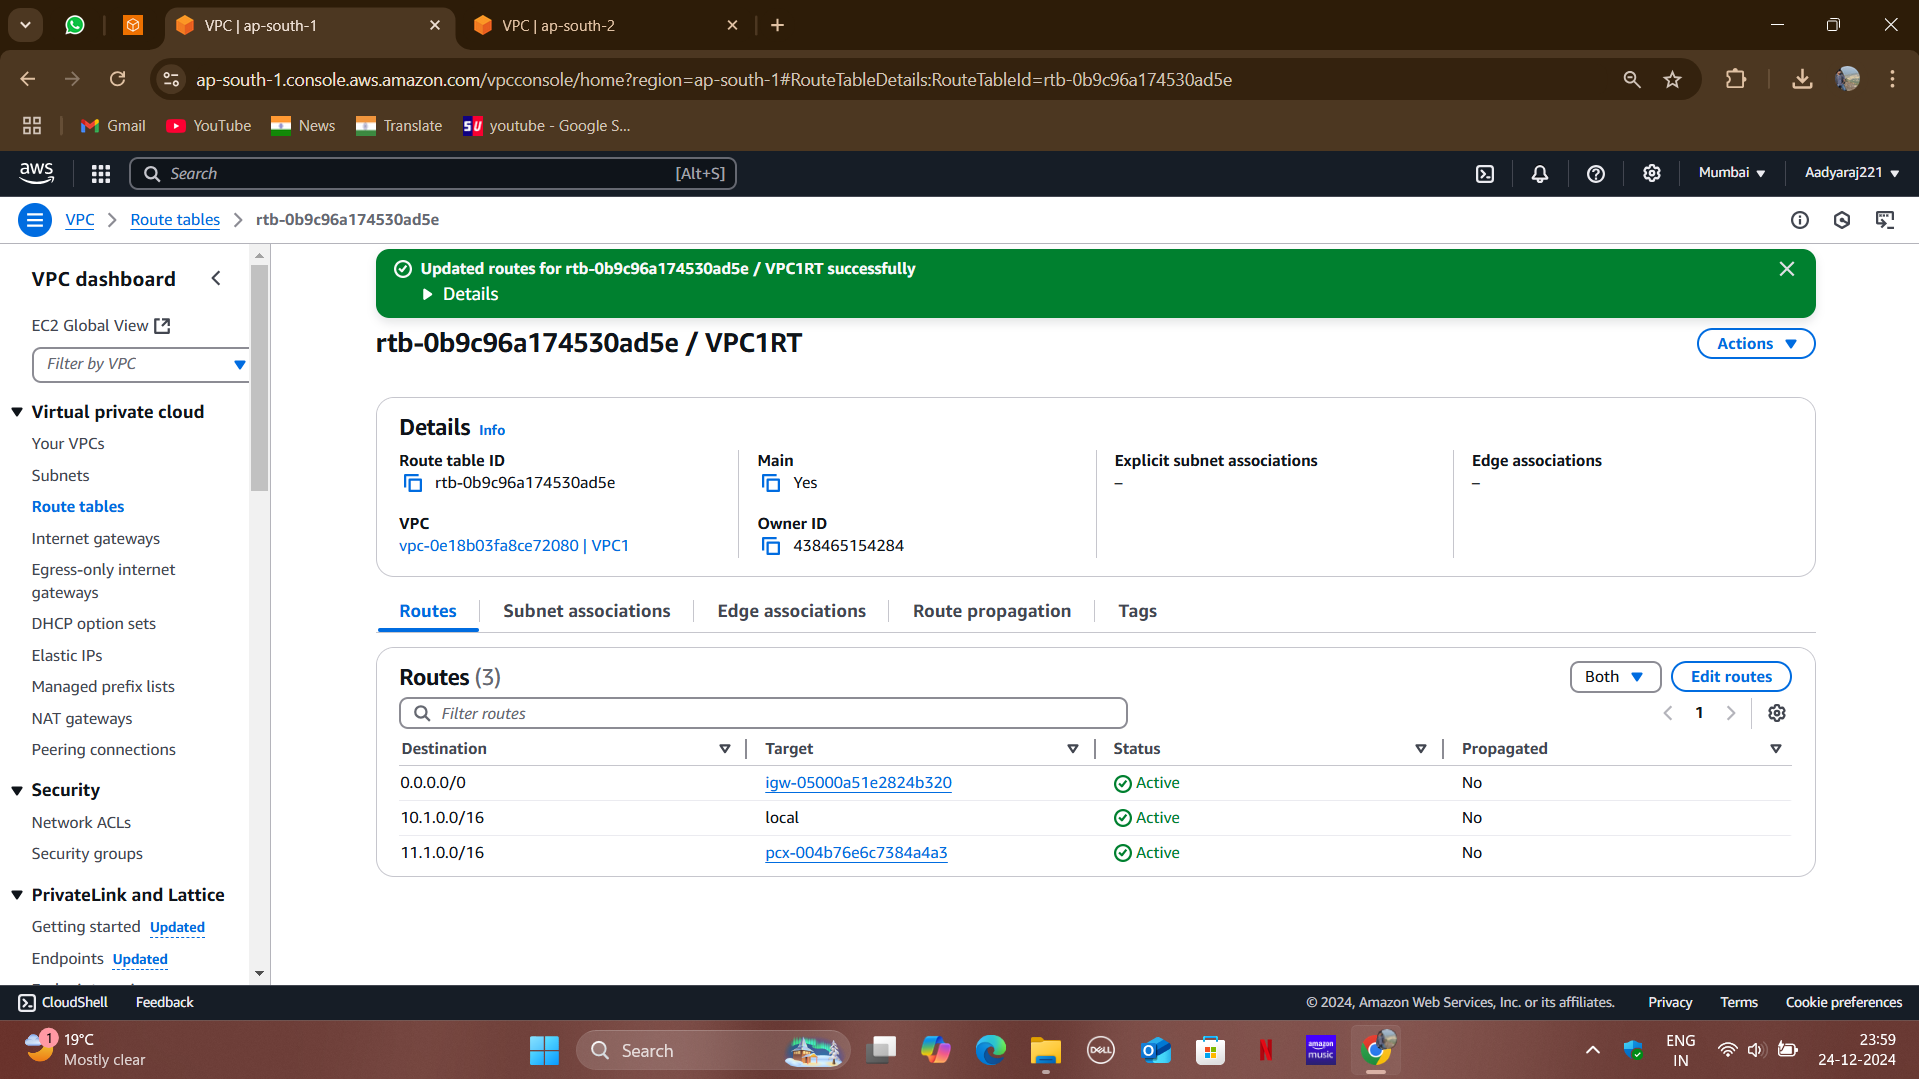 VPC | ap-south-1
VPC | ap-south-2
ap-south-1.console.aws.amazon.com/vpcconsole/home?region=ap-south-1#RouteTableDetails:RouteTableId=rtb-0b9c96a174530ad5e
Gmail YouTube News Translate SU youtube - Google S...
aws Search [Alt+S] Mumbai Aadyaraj221
VPC Route tables rtb-0b9c96a174530ad5e
VPC dashboard
EC2 Global View
Filter by VPC
Virtual private cloud
Your VPCs
Subnets
Route tables
Internet gateways
Egress-only internet
gateways
DHCP option sets
Elastic IPs
Managed prefix lists
NAT gateways
Peering connections
Security
Network ACLs
Security groups
PrivateLink and Lattice
Getting started Updated
Endpoints Updated
Updated routes for rtb-0b9c96a174530ad5e / VPC1RT successfully
Details
rtb-0b9c96a174530ad5e / VPC1RT
Actions
Details Info
Route table ID
rtb-0b9c96a174530ad5e
Main
Yes
Explicit subnet associations
–
Edge associations
–
VPC
vpc-0e18b03fa8ce72080 | VPC1
Owner ID
438465154284
Routes Subnet associations Edge associations Route propagation Tags
Routes (3)
Both
Edit routes
Filter routes
1
Destination Target Status Propagated
0.0.0.0/0 igw-05000a51e2824b320 Active No
10.1.0.0/16 local Active No
11.1.0.0/16 pcx-004b76e6c7384a4a3 Active No
CloudShell Feedback © 2024, Amazon Web Services, Inc. or its affiliates. Privacy Terms Cookie preferences
1
19°C
Mostly clear
Search
DELL
amazon
music
ENG
IN
23:59
24-12-2024